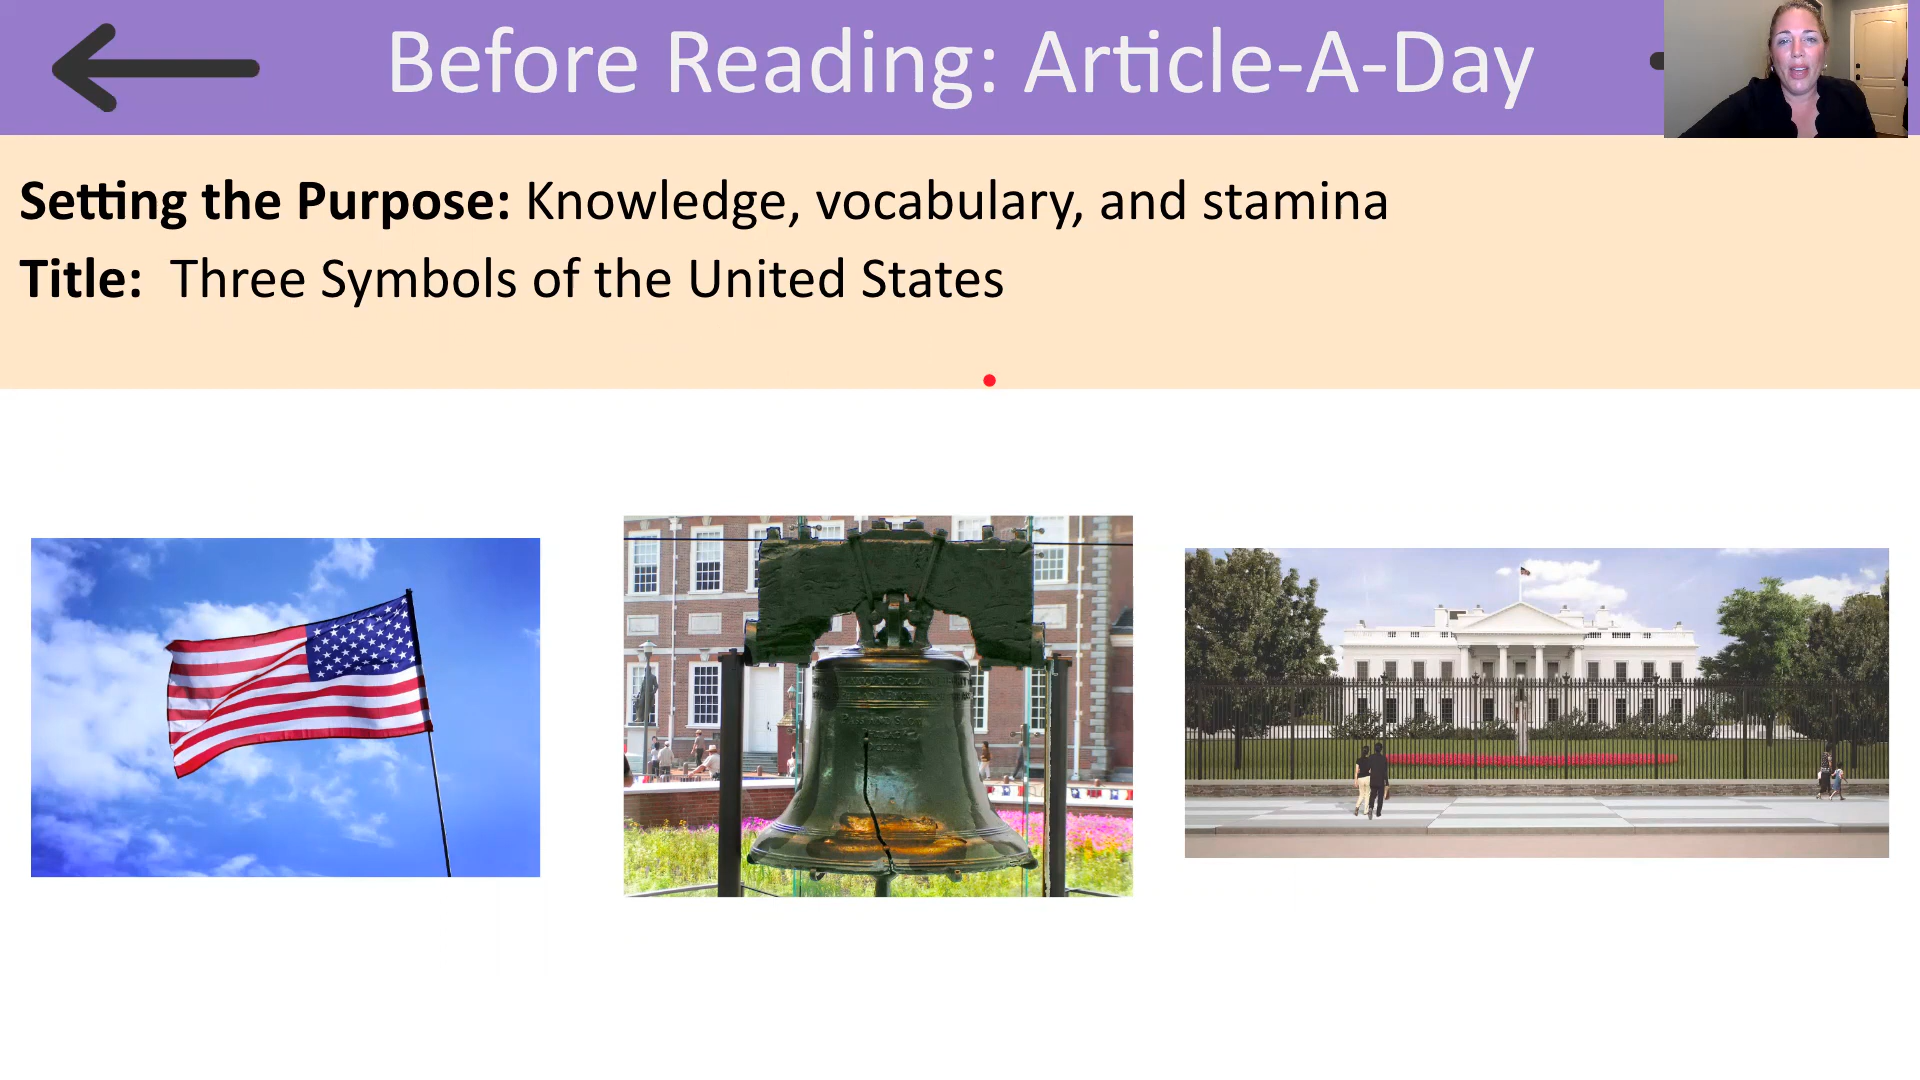 Before Reading: Article-A-Day
Setting the Purpose: Knowledge, vocabulary, and stamina
Title: Three Symbols of the United States